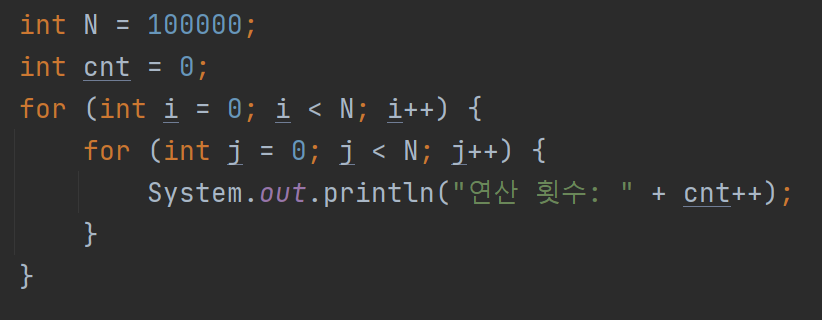 int N = 100000;
int cnt = 0;
for (int i = 0; i < N; i++) {
    for (int j = 0; j < N; j++) {
        System.out.println("연산 횟수: " + cnt++);
    }
}